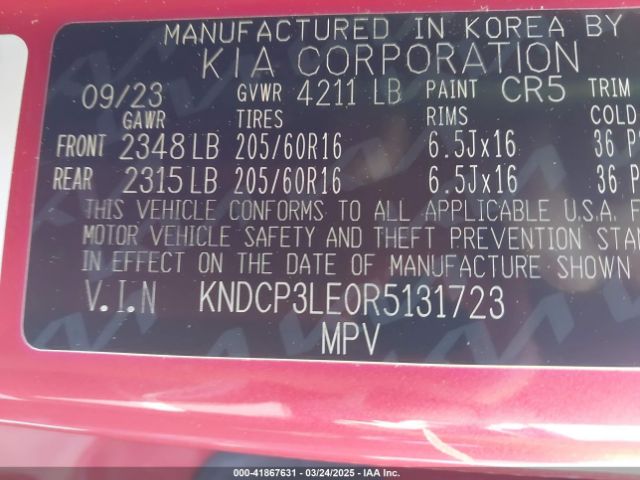 MANUFACTURED IN KOREA BY
KIA CORPORATION
09/23 GVWR 4211 LB PAINT CR5 TRIM
GAWR TIRES RIMS COLD
FRONT 2348 LB 205/60R16 6.5Jx16 36 P
REAR 2315 LB 205/60R16 6.5Jx16 36 P
THIS VEHICLE CONFORMS TO ALL APPLICABLE U.S.A. F
MOTOR VEHICLE SAFETY AND THEFT PREVENTION STAN
IN EFFECT ON THE DATE OF MANUFACTURE SHOWN
V.I.N KNDCP3LE0R5131723
MPV
000-41867631 - 03/24/2025 - IAA Inc.